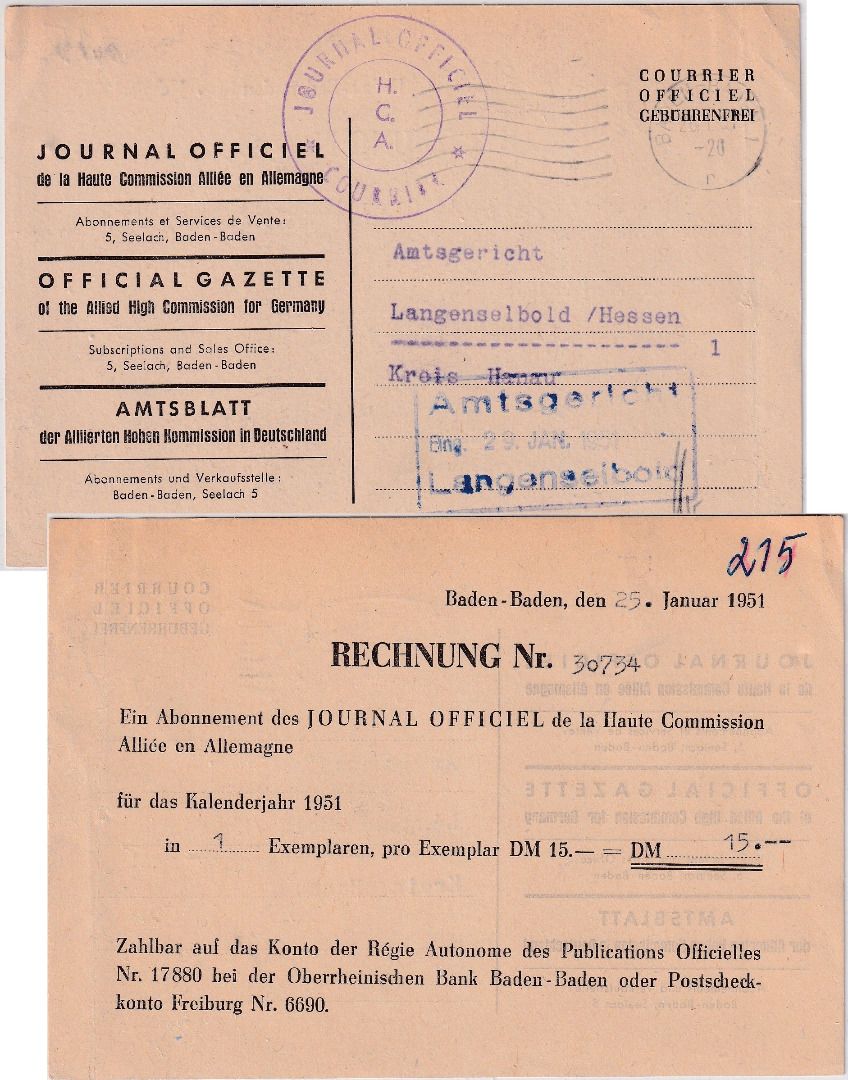 JOURNAL OFFICIEL
H.
C.
A.
COURRIER
COURRIER
OFFICIEL
GEBÜHRENFREI
-20
JOURNAL OFFICIEL
de la Haute Commission Alliée en Allemagne
Abonnements et Services de Vente:
5, Seelach, Baden-Baden
OFFICIAL GAZETTE
of the Allied High Commission for Germany
Subscriptions and Sales Office:
5, Seelach, Baden-Baden
AMTSBLATT
der Alliierten Hohen Kommission in Deutschland
Abonnements und Verkaufsstelle:
Baden-Baden, Seelach 5
Amtsgericht
Langenselbold /Hessen
1
Kreis Hanau
Amtsgericht
Eing. 29. JAN. 1951
Langenselbold
215
Baden-Baden, den 25. Januar 1951
RECHNUNG Nr. 30734
Ein Abonnement des JOURNAL OFFICIEL de la Haute Commission
Alliée en Allemagne
für das Kalenderjahr 1951
in 1 Exemplaren, pro Exemplar DM 15.— = DM 15.--
Zahlbar auf das Konto der Régie Autonome des Publications Officielles
Nr. 17880 bei der Oberrheinischen Bank Baden-Baden oder Postscheck-
konto Freiburg Nr. 6690.